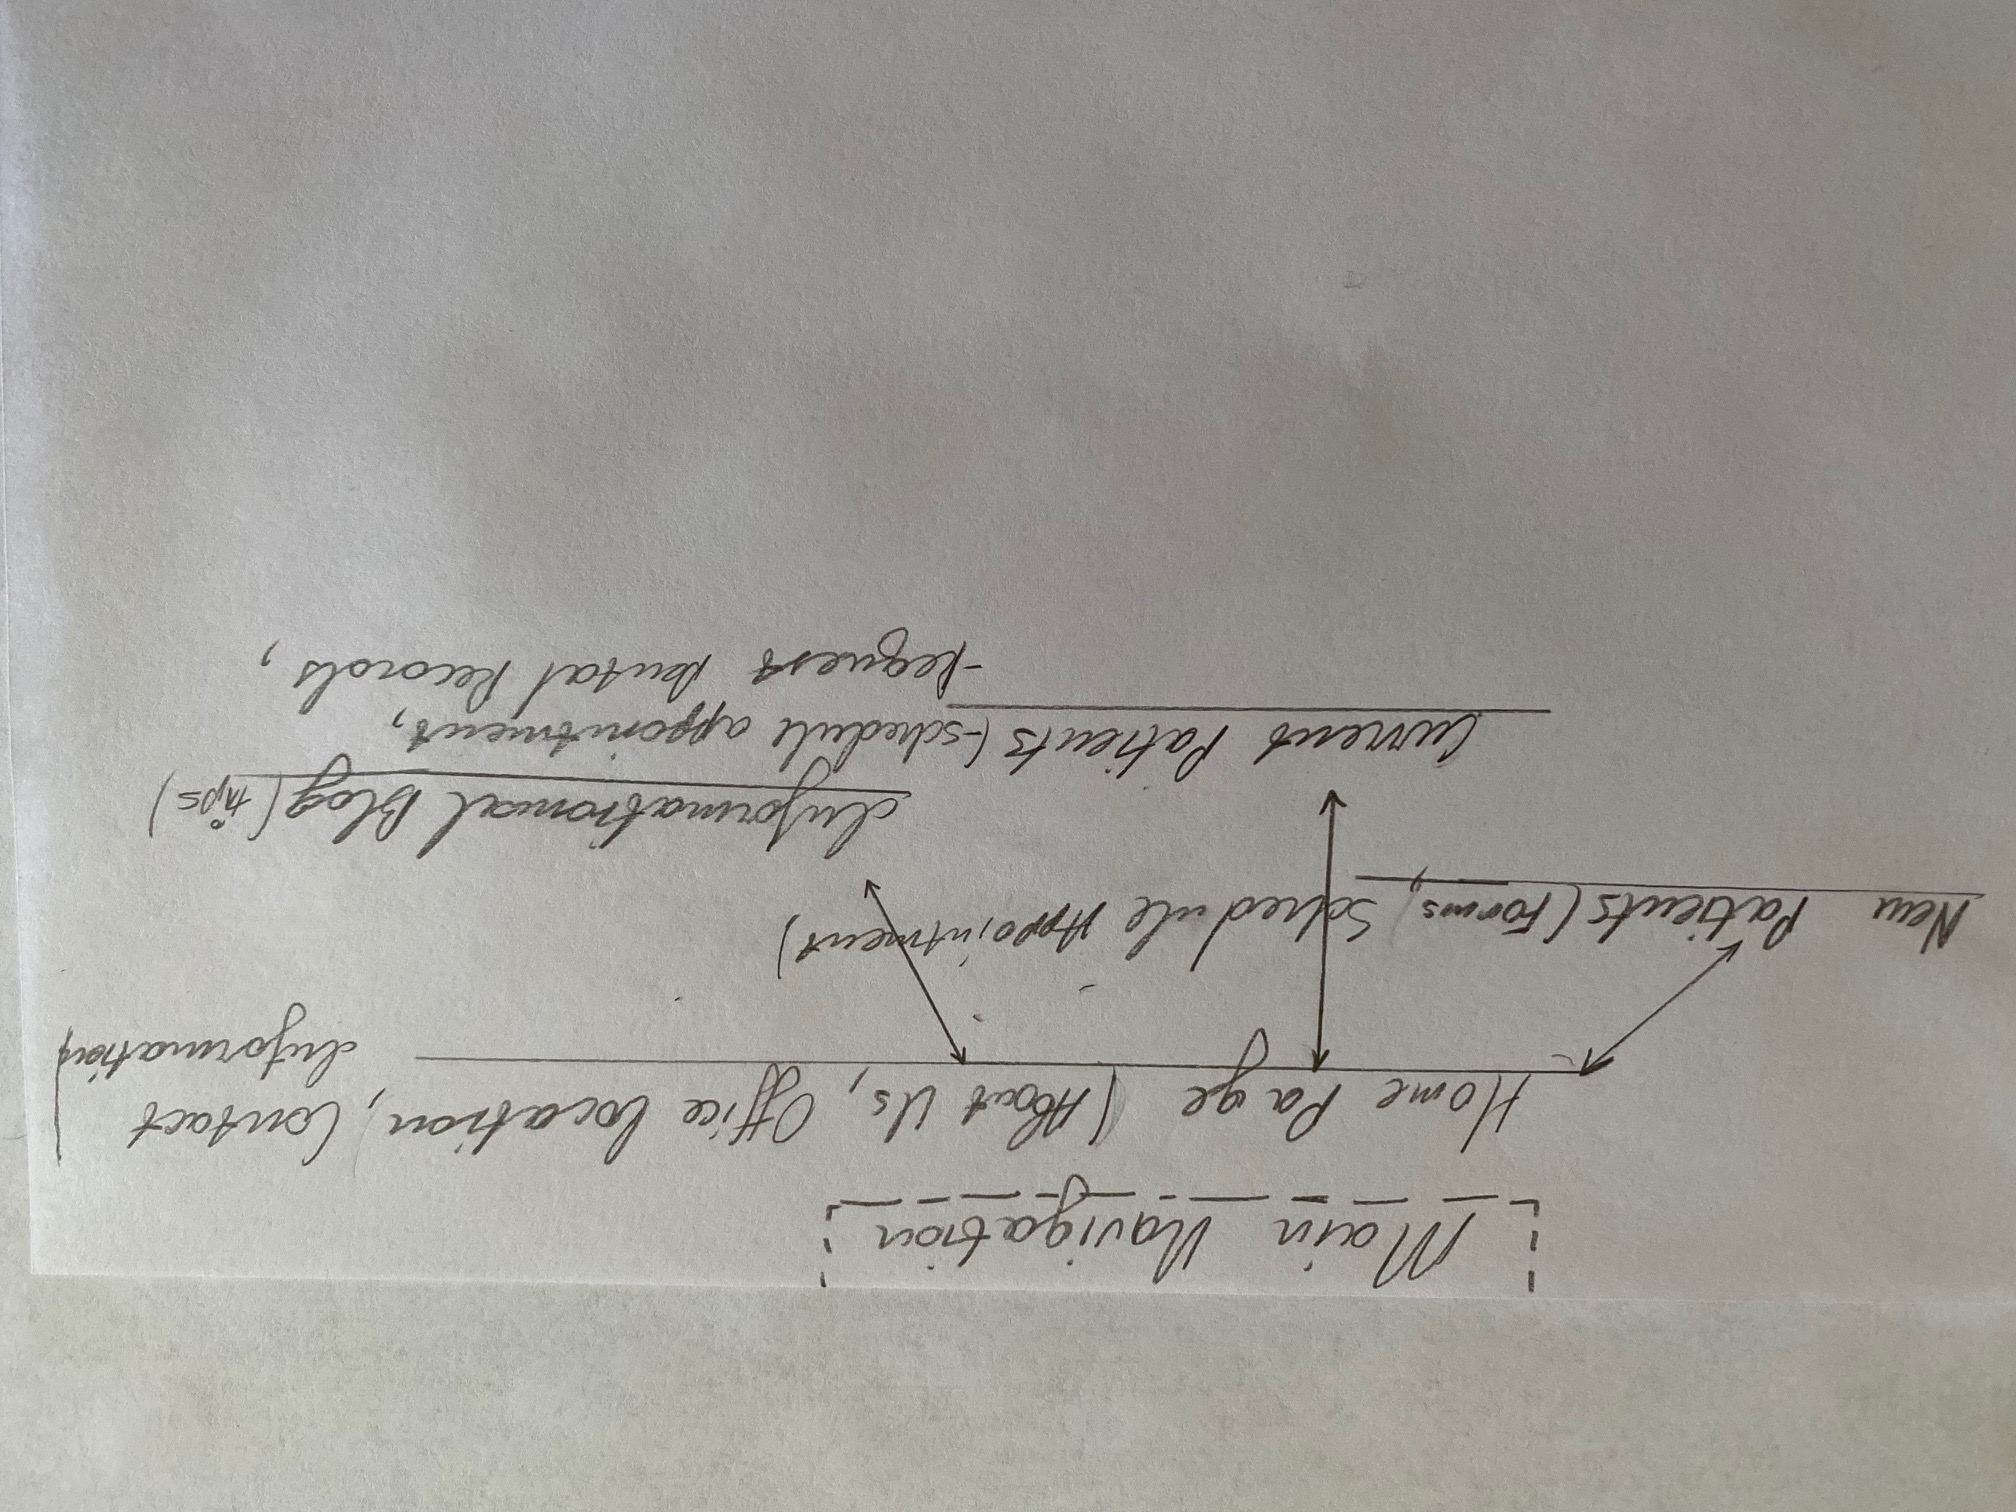 Main Navigation
Home Page (About Us, Office location, Contact
Information)
New Patients (Forms, Schedule Appointment)
Informational Blog (tips)
Current Patients (-schedule appointment,
-Request Dental Records,